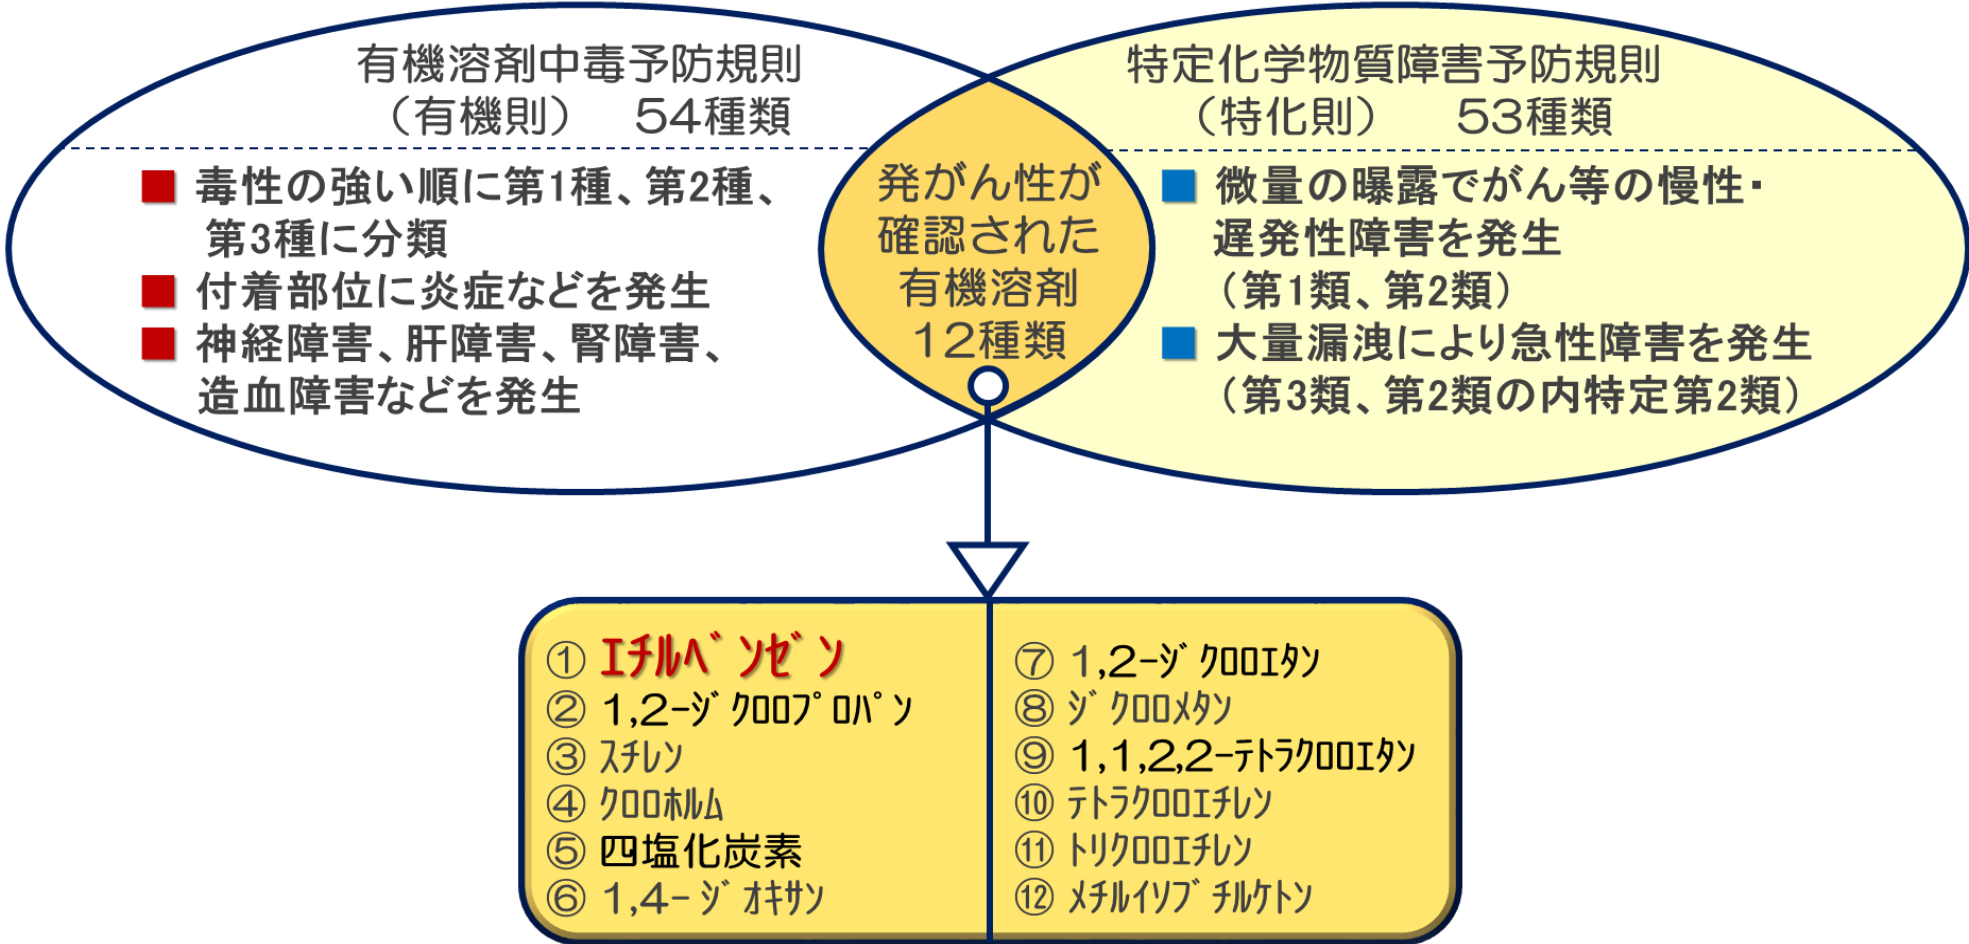 有機溶剤中毒予防規則
（有機則）　54種類
■ 毒性の強い順に第1種、第2種、
第3種に分類
■ 付着部位に炎症などを発生
■ 神経障害、肝障害、腎障害、
造血障害などを発生
発がん性が
確認された
有機溶剤
12種類
特定化学物質障害予防規則
（特化則）　53種類
■ 微量の曝露でがん等の慢性・
遅発性障害を発生
（第1類、第2類）
■ 大量漏洩により急性障害を発生
（第3類、第2類の内特定第2類）
① ｴﾁﾙﾍﾞﾝｾﾞﾝ
② 1,2-ｼﾞｸﾛﾛﾌﾟﾛﾊﾟﾝ
③ ｽﾁﾚﾝ
④ ｸﾛﾛﾎﾙﾑ
⑤ 四塩化炭素
⑥ 1,4-ｼﾞｵｷｻﾝ
⑦ 1,2-ｼﾞｸﾛﾛｴﾀﾝ
⑧ ｼﾞｸﾛﾛﾒﾀﾝ
⑨ 1,1,2,2-ﾃﾄﾗｸﾛﾛｴﾀﾝ
⑩ ﾃﾄﾗｸﾛﾛｴﾁﾚﾝ
⑪ ﾄﾘｸﾛﾛｴﾁﾚﾝ
⑫ ﾒﾁﾙｲｿﾌﾞﾁﾙｹﾄﾝ